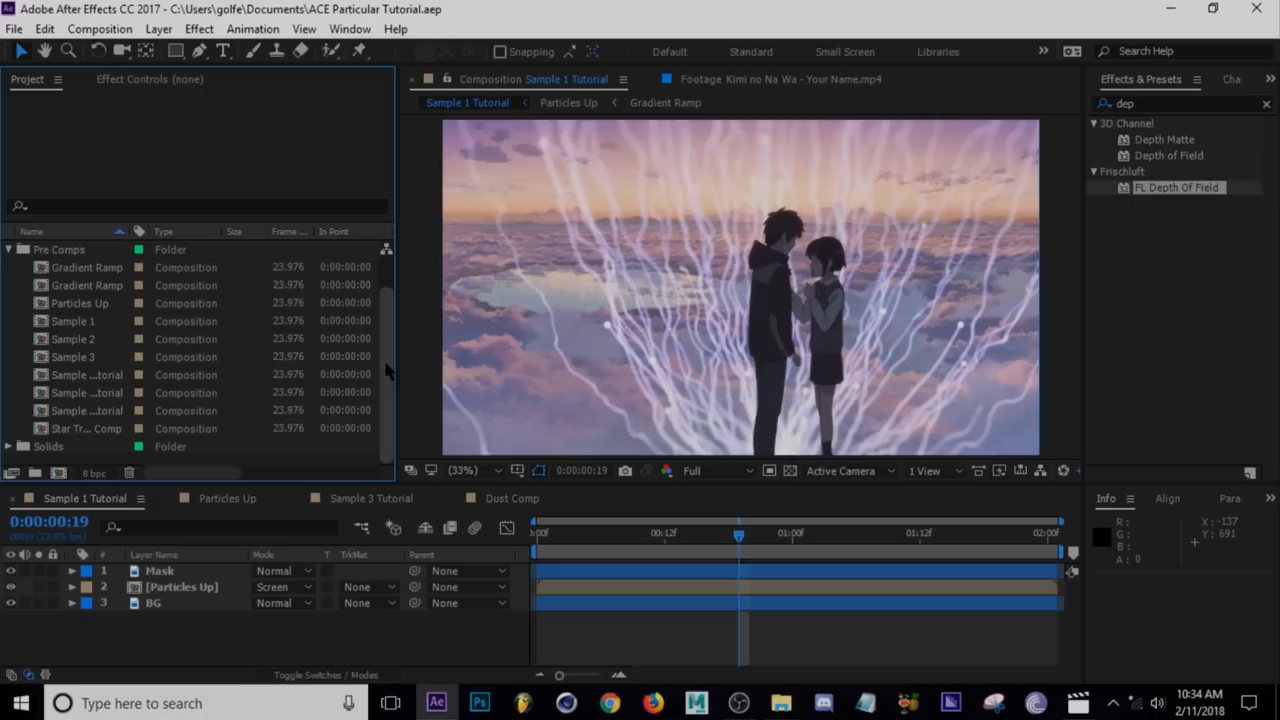 Adobe After Effects CC 2017 - C:\Users\golfe\Documents\ACE Particular Tutorial.aep
File Edit Composition Layer Effect Animation View Window Help
Snapping Default Standard Small Screen Libraries Search Help
Project Effect Controls (none) Composition Sample 1 Tutorial Footage Kimi no Na Wa - Your Name.mp4 Effects & Presets Cha
Sample 1 Tutorial Particles Up Gradient Ramp dep
3D Channel
Depth Matte
Depth of Field
Frischluft
FL Depth Of Field
Name Type Size Frame ... In Point
Pre Comps Folder
Gradient Ramp Composition 23.976 0:00:00:00
Gradient Ramp Composition 23.976 0:00:00:00
Particles Up Composition 23.976 0:00:00:00
Sample 1 Composition 23.976 0:00:00:00
Sample 2 Composition 23.976 0:00:00:00
Sample 3 Composition 23.976 0:00:00:00
Sample ...torial Composition 23.976 0:00:00:00
Sample ...torial Composition 23.976 0:00:00:00
Sample ...torial Composition 23.976 0:00:00:00
Star Tr... Comp Composition 23.976 0:00:00:00
Solids Folder
8 bpc (33%) 0:00:00:19 Full Active Camera 1 View
Sample 1 Tutorial Particles Up Sample 3 Tutorial Dust Comp Info Align Para
0:00:00:19
:00f 00:12f 01:00f 01:12f 02:00f
R: X: -137
G: Y: 691
B:
A: 0
# Layer Name Mode T TrkMat Parent
1 Mask Normal None
2 [Particles Up] Screen None None
3 BG Normal None None
Toggle Switches / Modes
Type here to search
10:34 AM
2/11/2018